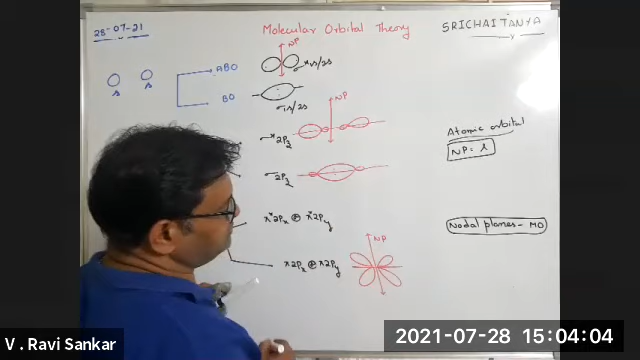 28-07-21
Molecular Orbital Theory
SRICHAITANYA
NP
ABO
σ*1s/2s
s s
BO
σ1s/2s
NP
σ*2pz
Atomic orbital
NP = l
σ2pz
π*2px π*2py
Nodal planes - MO
NP
π2px π2py
V . Ravi Sankar
2021-07-28 15:04:04